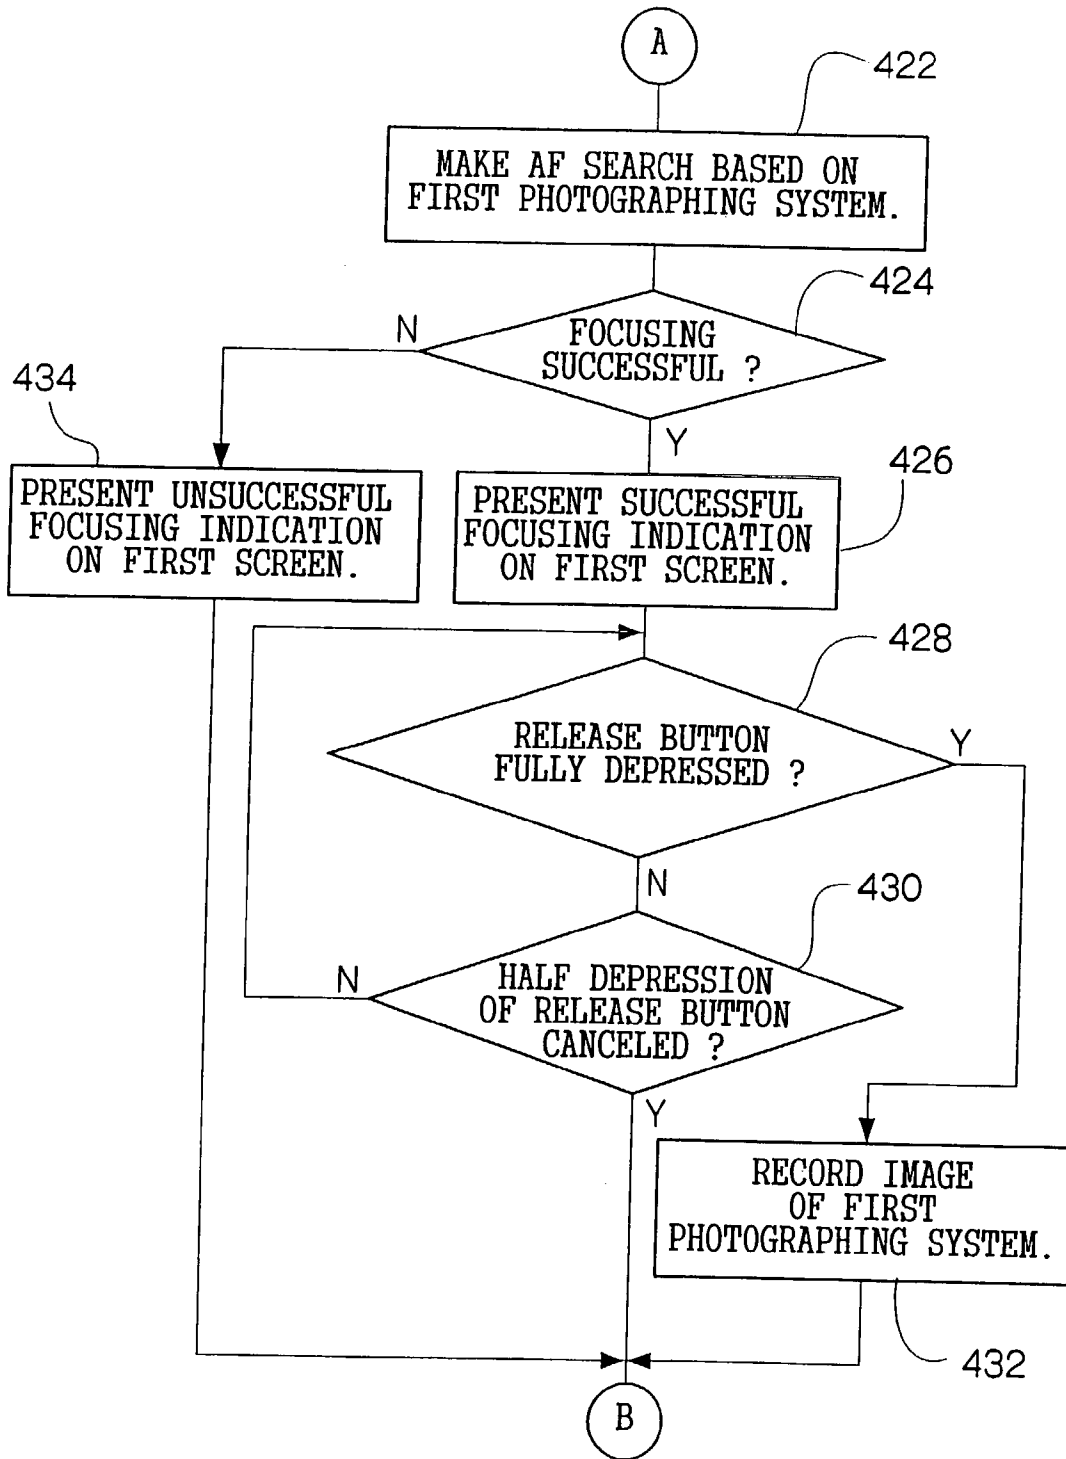 A
422
MAKE AF SEARCH BASED ON
FIRST PHOTOGRAPHING SYSTEM.
424
N
FOCUSING
SUCCESSFUL ?
434
Y
426
PRESENT UNSUCCESSFUL
FOCUSING INDICATION
ON FIRST SCREEN.
PRESENT SUCCESSFUL
FOCUSING INDICATION
ON FIRST SCREEN.
428
RELEASE BUTTON
FULLY DEPRESSED ?
Y
N
430
N
HALF DEPRESSION
OF RELEASE BUTTON
CANCELED ?
Y
RECORD IMAGE
OF FIRST
PHOTOGRAPHING SYSTEM.
432
B